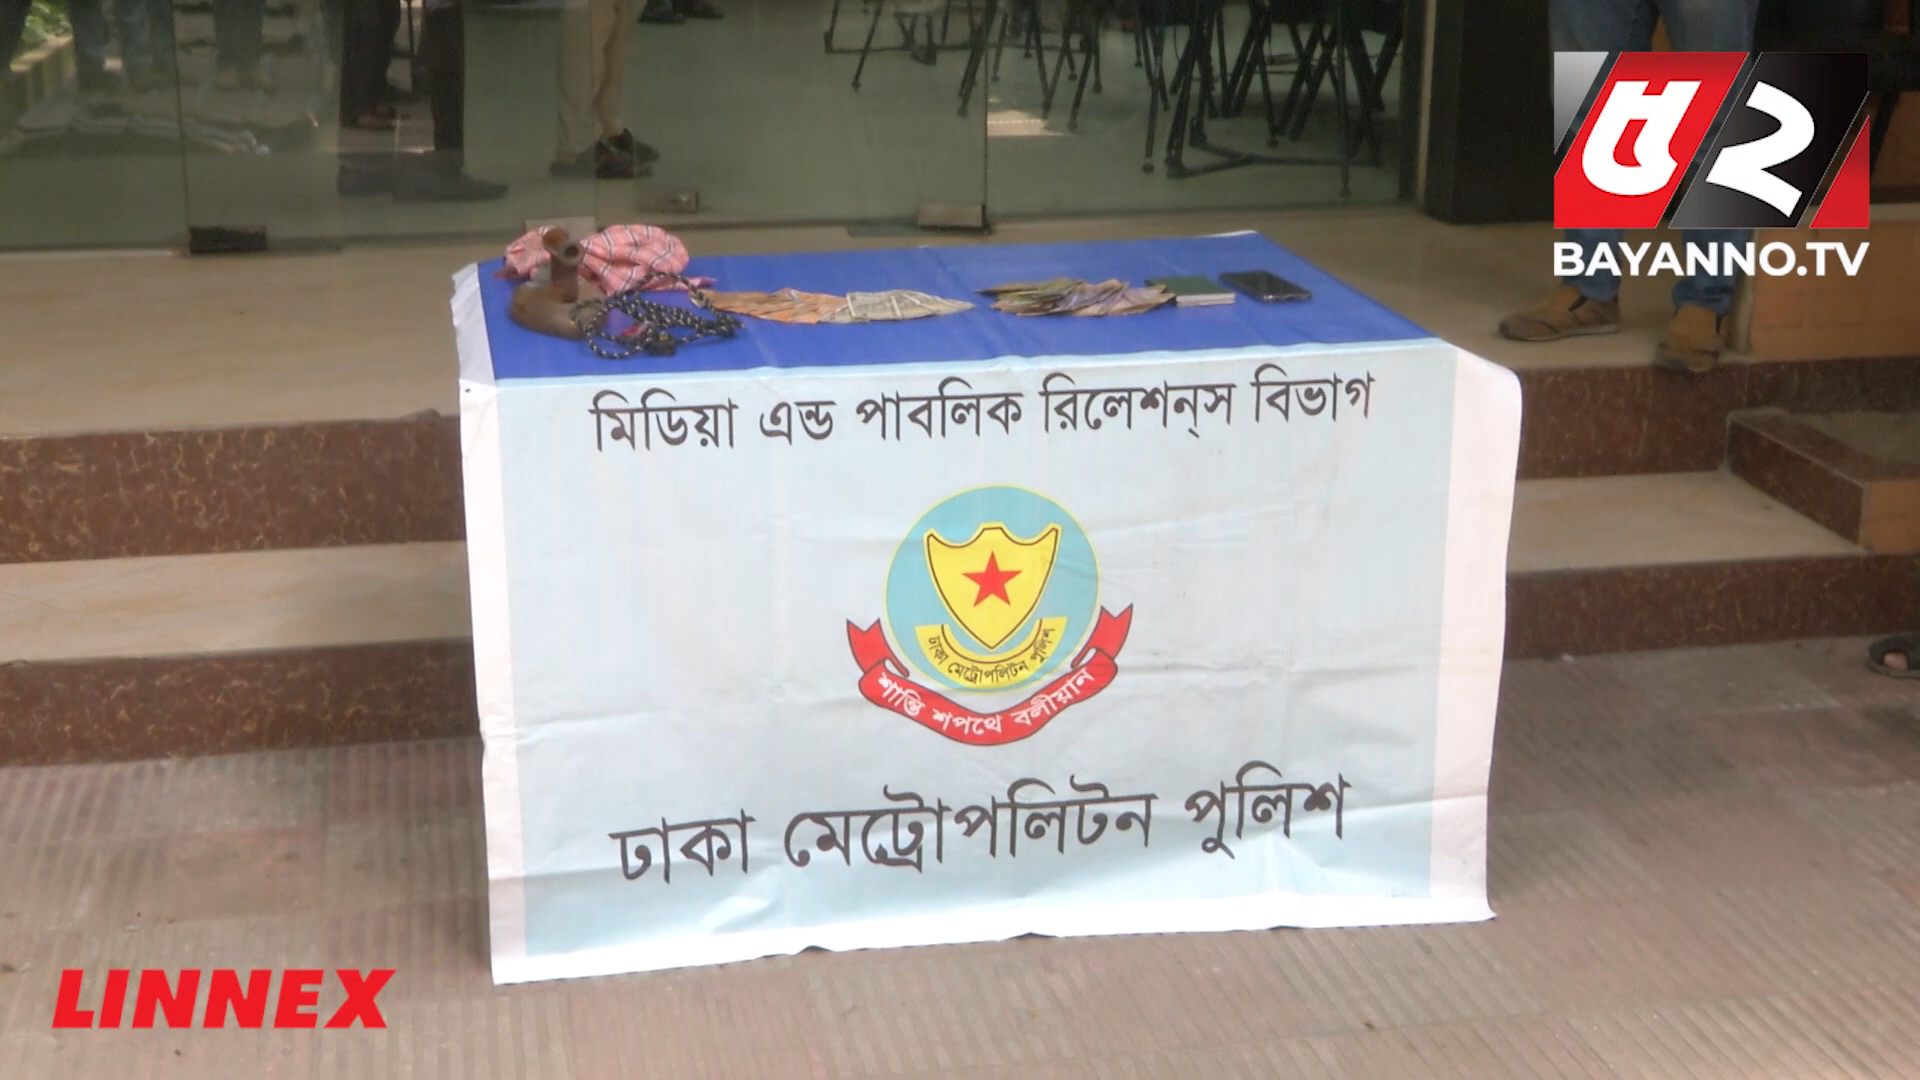 ৫২
BAYANNO.TV
মিডিয়া এন্ড পাবলিক রিলেশন্স বিভাগ
ঢাকা মেট্রোপলিটন পুলিশ
শান্তি শপথে বলীয়ান
ঢাকা মেট্রোপলিটন পুলিশ
LINNEX